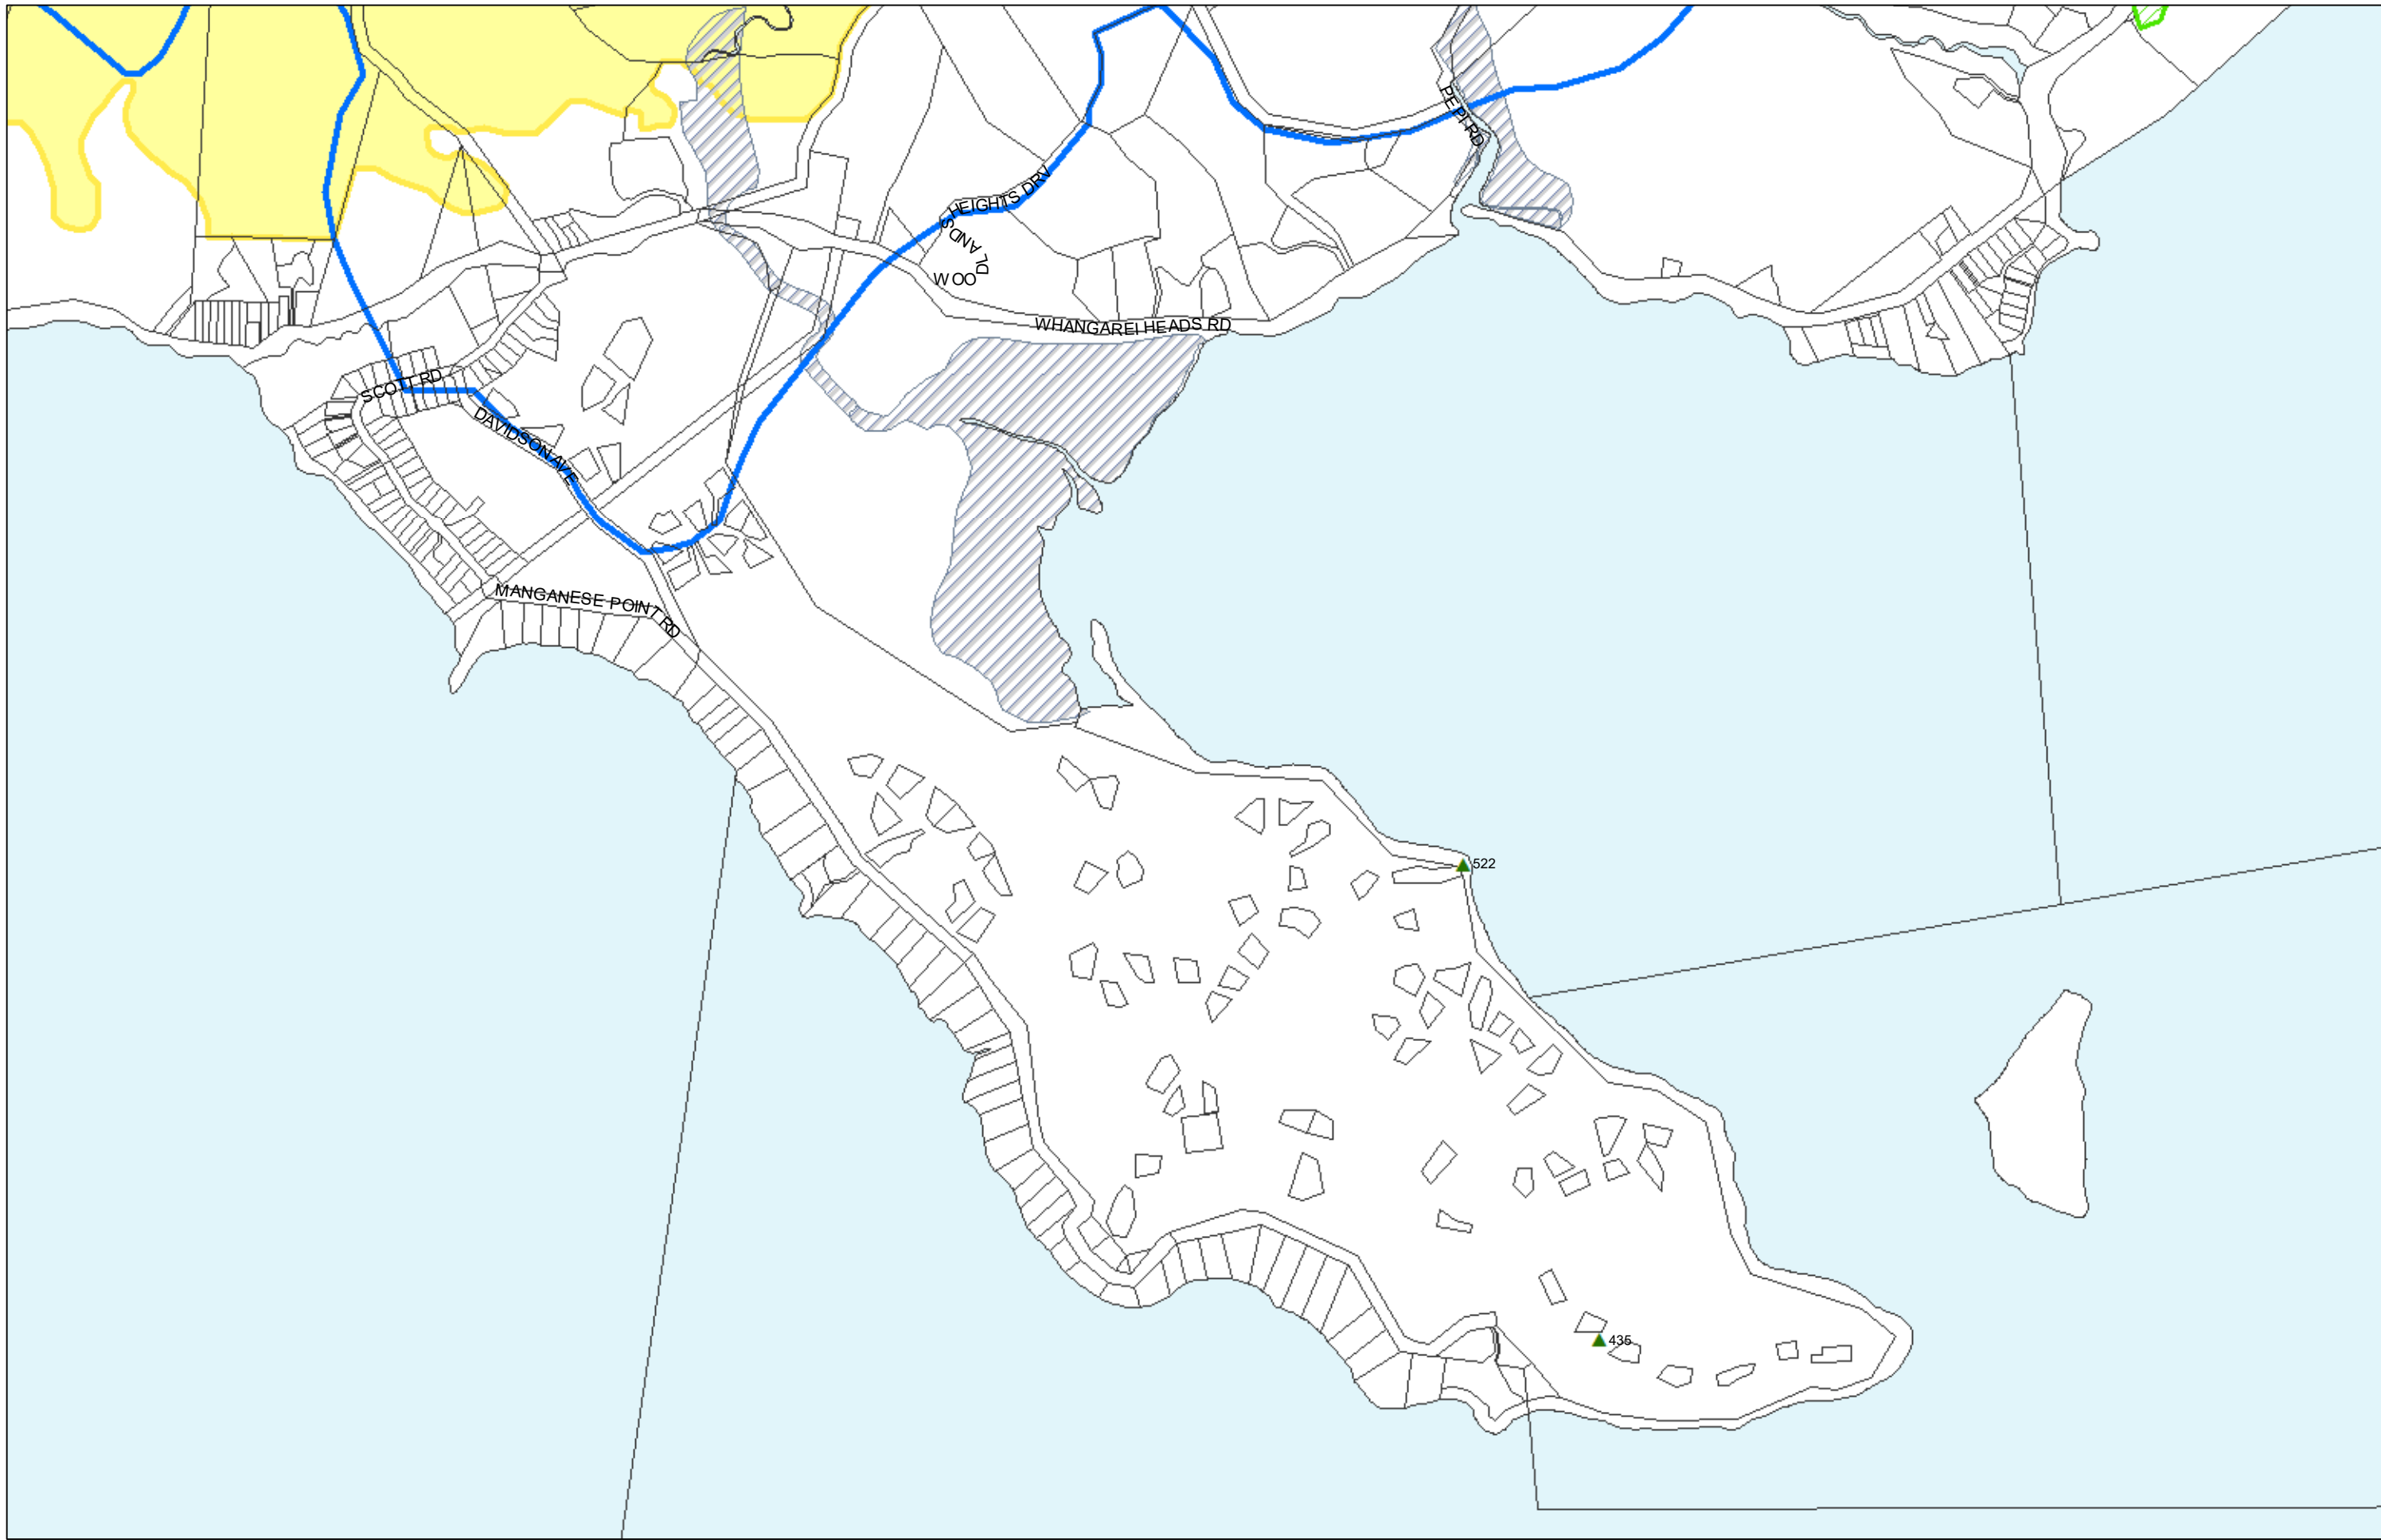 PEPI RD
HEIGHTS DRV
WOODLANDS
WHANGAREI HEADS RD
SCOTT RD
DAVIDSON AVE
MANGANESE POINT RD
522
435